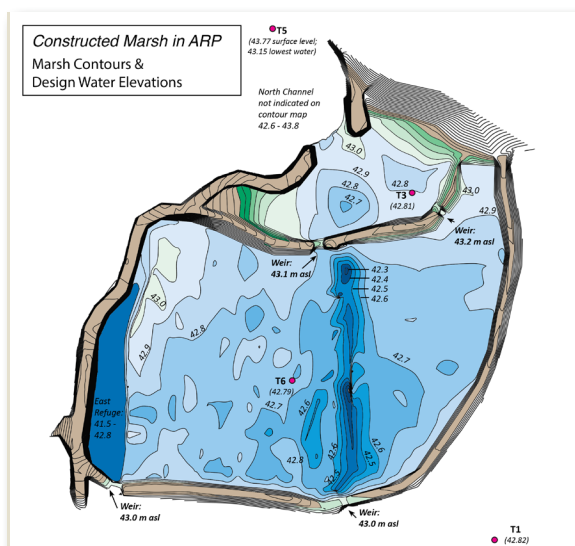 Constructed Marsh in ARP
Marsh Contours &
Design Water Elevations
T5
(43.77 surface level;
43.15 lowest water)
North Channel
not indicated on
contour map
42.6 - 43.8
43.0
42.9
42.8
42.7
42.8
T3
(42.81)
43.0
42.9
Weir:
43.2 m asl
Weir:
43.1 m asl
42.3
42.4
42.5
42.6
43.0
42.8
42.9
42.7
T6
(42.79)
42.7
42.6
East
Refuge:
41.5 -
42.8
42.8
42.6
42.5
42.6
42.5
Weir:
43.0 m asl
Weir:
43.0 m asl
T1
(42.82)